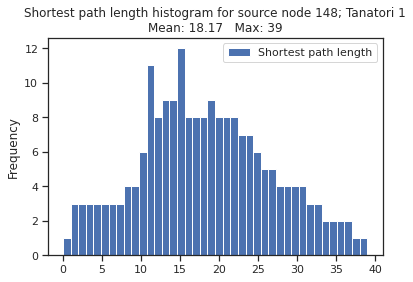 Shortest path length histogram for source node 148; Tanatori 1
Mean: 18.17   Max: 39
Shortest path length
Frequency
12
10
8
6
4
2
0
0 5 10 15 20 25 30 35 40